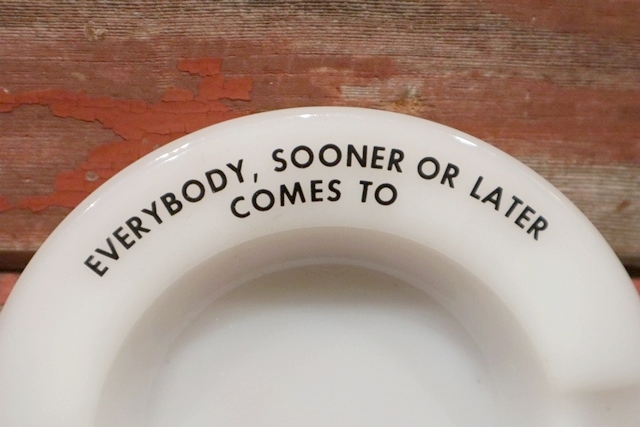 EVERYBODY, SOONER OR LATER
COMES TO